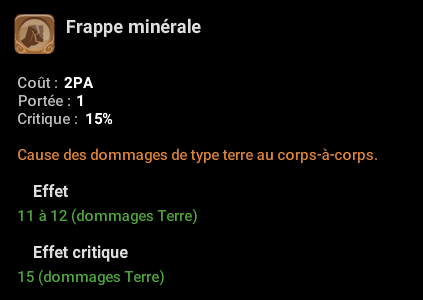 Frappe minérale
Coût : 2PA
Portée : 1
Critique : 15%
Cause des dommages de type terre au corps-à-corps.
Effet
11 à 12 (dommages Terre)
Effet critique
15 (dommages Terre)